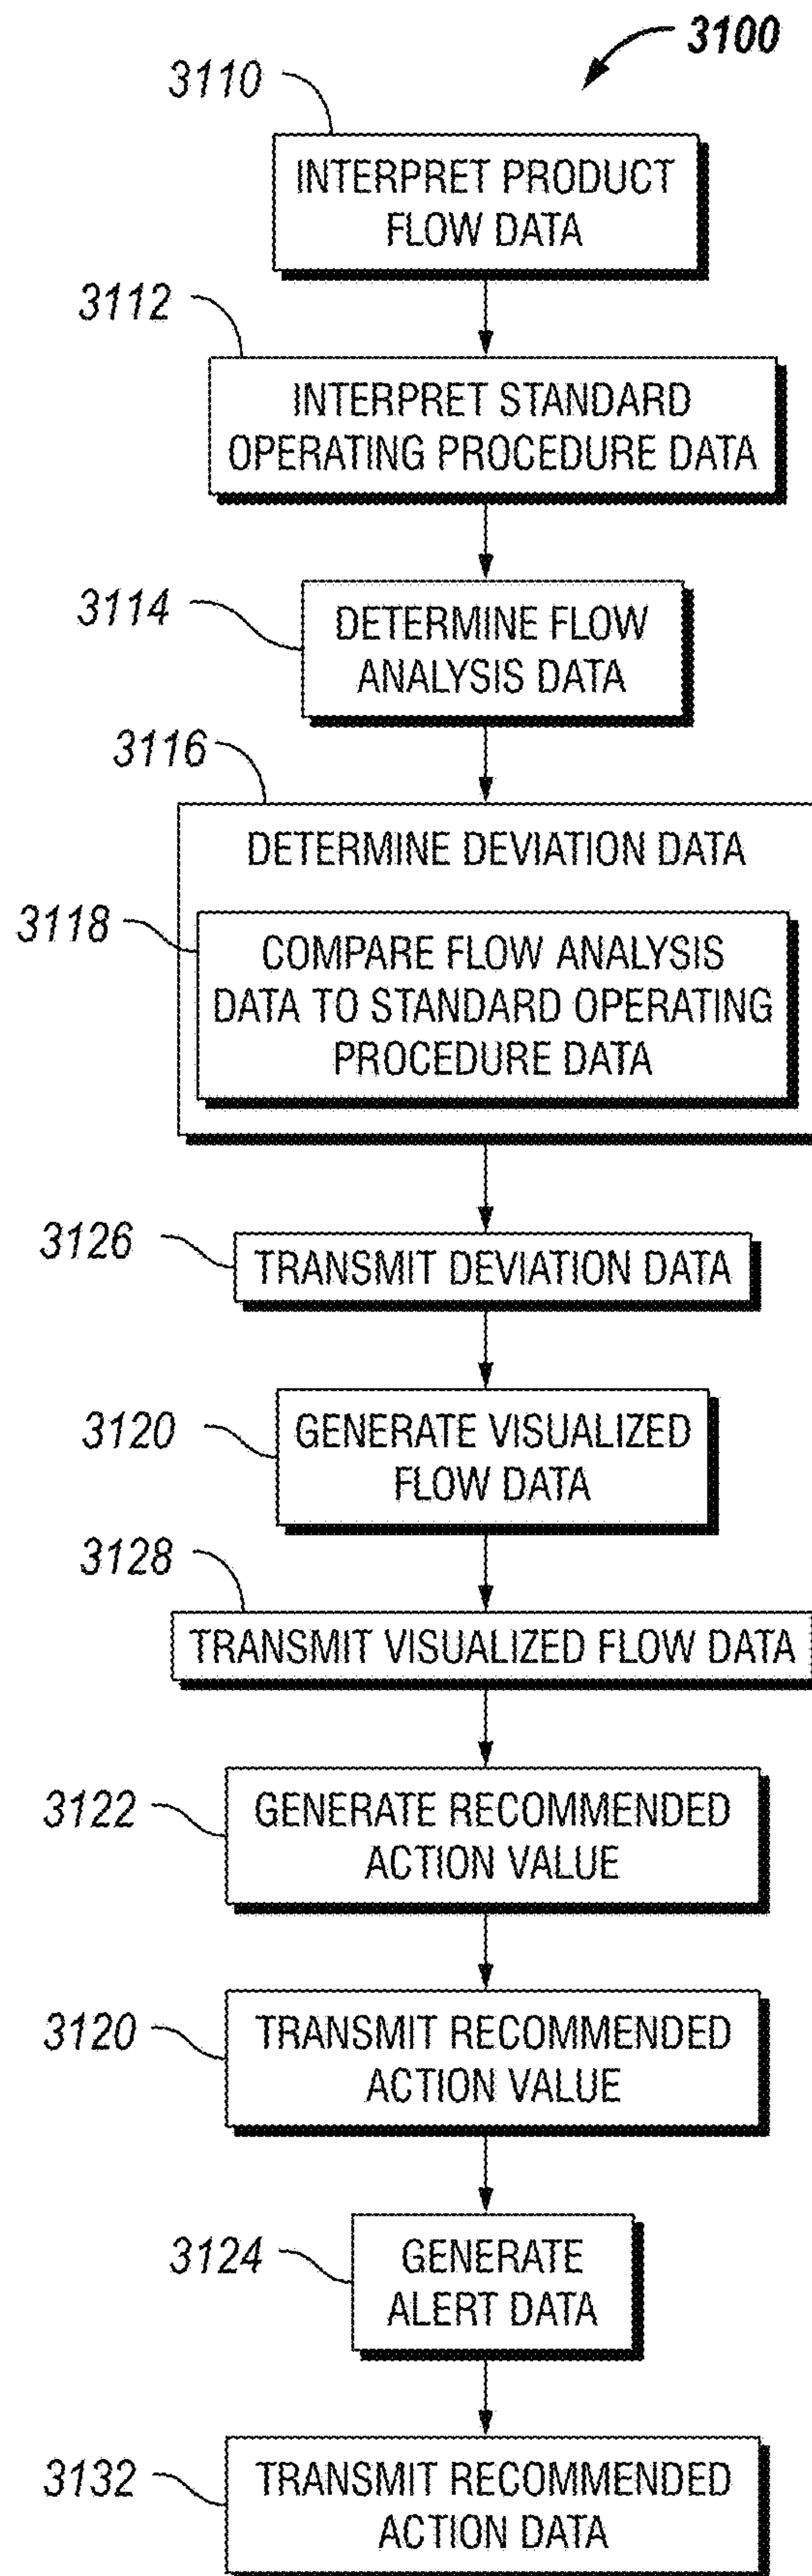 3100
3110
INTERPRET PRODUCT
FLOW DATA
3112
INTERPRET STANDARD
OPERATING PROCEDURE DATA
3114
DETERMINE FLOW
ANALYSIS DATA
3116
DETERMINE DEVIATION DATA
3118
COMPARE FLOW ANALYSIS
DATA TO STANDARD OPERATING
PROCEDURE DATA
3126
TRANSMIT DEVIATION DATA
3120
GENERATE VISUALIZED
FLOW DATA
3128
TRANSMIT VISUALIZED FLOW DATA
3122
GENERATE RECOMMENDED
ACTION VALUE
3120
TRANSMIT RECOMMENDED
ACTION VALUE
3124
GENERATE
ALERT DATA
3132
TRANSMIT RECOMMENDED
ACTION DATA